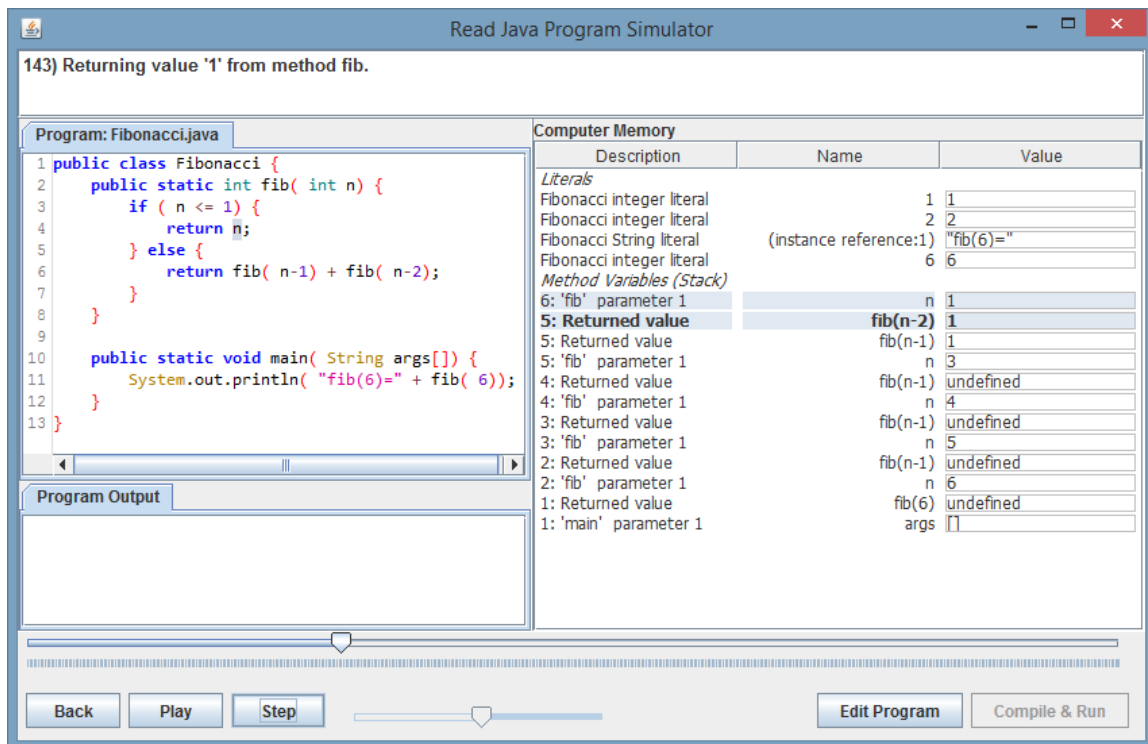 Read Java Program Simulator
143) Returning value '1' from method fib.
Program: Fibonacci.java
1 public class Fibonacci {
2     public static int fib( int n) {
3         if ( n <= 1) {
4             return n;
5         } else {
6             return fib( n-1) + fib( n-2);
7         }
8     }
9
10     public static void main( String args[]) {
11         System.out.println( "fib(6)=" + fib( 6));
12     }
13 }
Program Output
Computer Memory
Description Name Value
Literals
Fibonacci integer literal 1 1
Fibonacci integer literal 2 2
Fibonacci String literal (instance reference:1) "fib(6)="
Fibonacci integer literal 6 6
Method Variables (Stack)
6: 'fib' parameter 1 n 1
5: Returned value fib(n-2) 1
5: Returned value fib(n-1) 1
5: 'fib' parameter 1 n 3
4: Returned value fib(n-1) undefined
4: 'fib' parameter 1 n 4
3: Returned value fib(n-1) undefined
3: 'fib' parameter 1 n 5
2: Returned value fib(n-1) undefined
2: 'fib' parameter 1 n 6
1: Returned value fib(6) undefined
1: 'main' parameter 1 args []
Back Play Step Edit Program Compile & Run